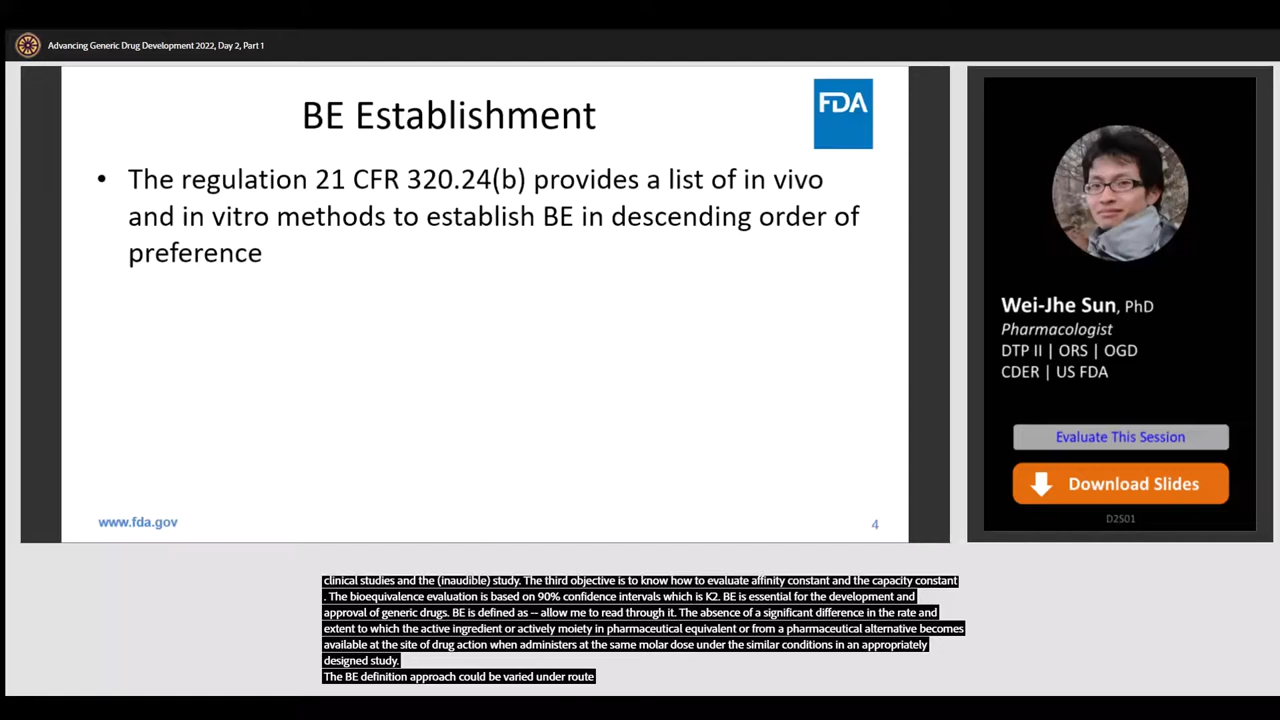 Advancing Generic Drug Development 2022, Day 2, Part 1
BE Establishment
FDA
• The regulation 21 CFR 320.24(b) provides a list of in vivo
and in vitro methods to establish BE in descending order of
preference
www.fda.gov
4
Wei-Jhe Sun, PhD
Pharmacologist
DTP II | ORS | OGD
CDER | US FDA
Evaluate This Session
Download Slides
D2S01
clinical studies and the (inaudible) study. The third objective is to know how to evaluate affinity constant and the capacity constant
. The bioequivalence evaluation is based on 90% confidence intervals which is K2. BE is essential for the development and
approval of generic drugs. BE is defined as -- allow me to read through it. The absence of a significant difference in the rate and
extent to which the active ingredient or actively moiety in pharmaceutical equivalent or from a pharmaceutical alternative becomes
available at the site of drug action when administers at the same molar dose under the similar conditions in an appropriately
designed study.
The BE definition approach could be varied under route